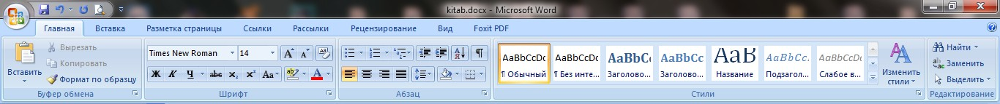 kitab.docx - Microsoft Word
Главная Вставка Разметка страницы Ссылки Рассылки Рецензирование Вид Foxit PDF
Вставить
Вырезать
Копировать
Формат по образцу
Буфер обмена
Times New Roman 14
Ж К Ч abc x₂ x² Aa
Шрифт
Абзац
AaBbCcDc AaBbCcDc AaBbCc AaBbCc AaB AaBbCc. AaBbCcDc
¶ Обычный ¶ Без инте... Заголово... Заголово... Название Подзагол... Слабое в...
Изменить стили
Стили
Найти
Заменить
Выделить
Редактирование